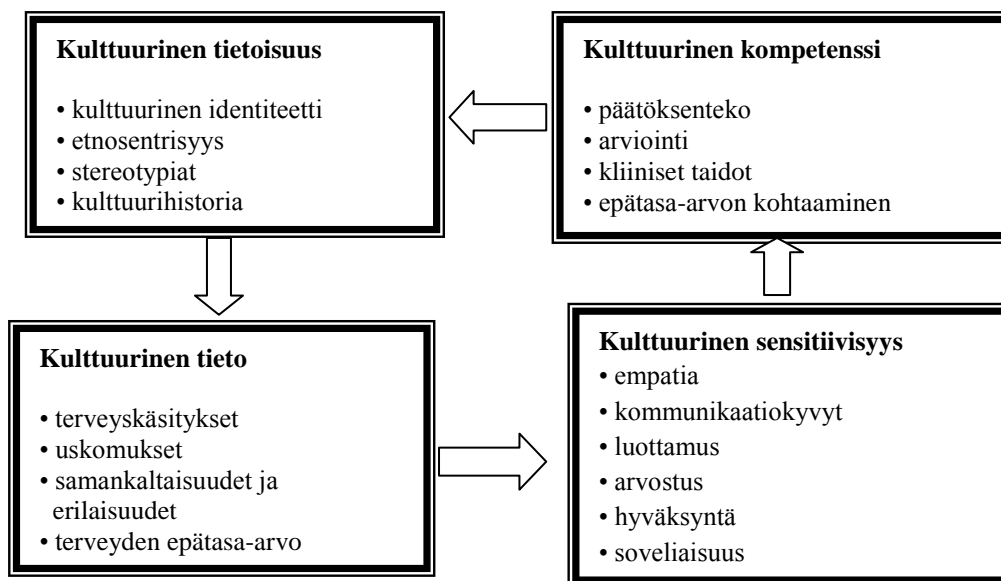 Kulttuurinen tietoisuus
• kulttuurinen identiteetti
• etnosentrisyys
• stereotypiat
• kulttuurihistoria
Kulttuurinen kompetenssi
• päätöksenteko
• arviointi
• kliiniset taidot
• epätasa-arvon kohtaaminen
Kulttuurinen tieto
• terveyskäsitykset
• uskomukset
• samankaltaisuudet ja
erilaisuudet
• terveyden epätasa-arvo
Kulttuurinen sensitiivisyys
• empatia
• kommunikaatiokyvyt
• luottamus
• arvostus
• hyväksyntä
• soveliaisuus